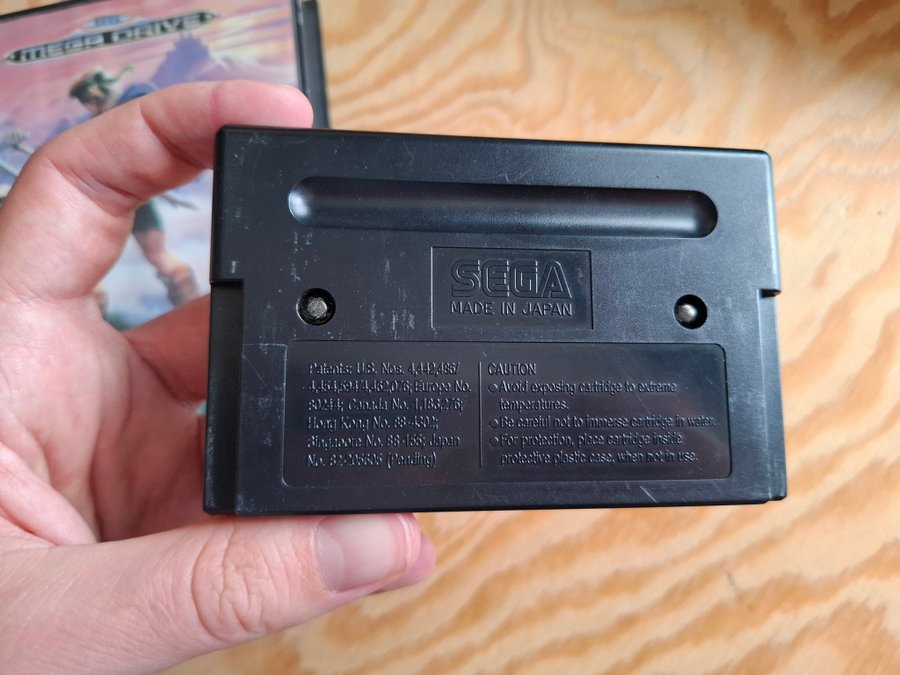 SEGA
MEGA DRIVE
SEGA
MADE IN JAPAN
Patents: U.S. Nos. 4,442,486/
4,454,594/4,462,076; Europe No.
80244; Canada No. 1,183,276;
Hong Kong No. 88-4302;
Singapore No. 88-155; Japan
No. 82-205605 (Pending)
CAUTION
Avoid exposing cartridge to extreme
temperatures.
Be careful not to immerse cartridge in water.
For protection, place cartridge inside
protective plastic case, when not in use.